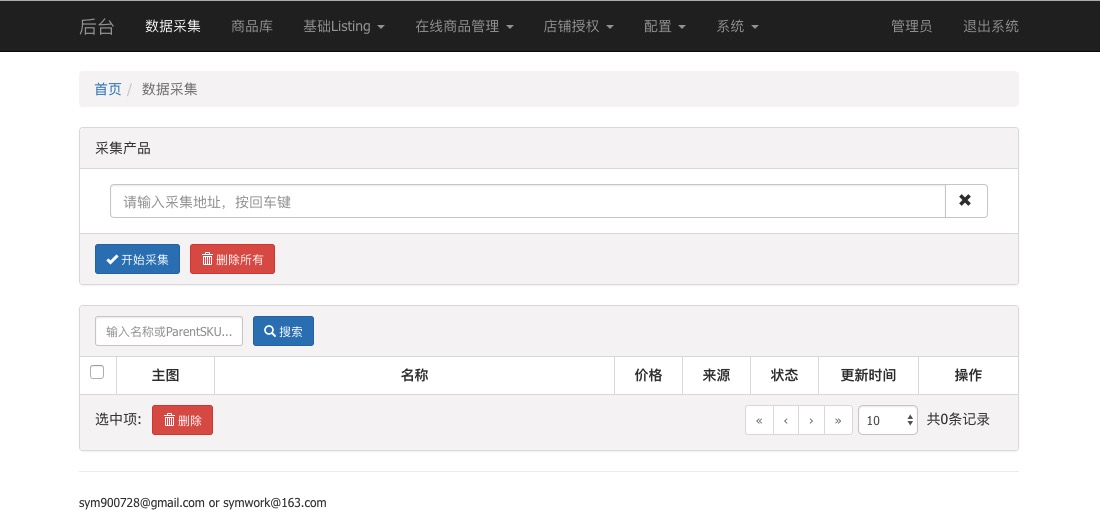 后台 数据采集 商品库 基础Listing 在线商品管理 店铺授权 配置 系统 管理员 退出系统
首页 / 数据采集
采集产品
请输入采集地址，按回车键
开始采集 删除所有
输入名称或ParentSKU... 搜索
主图 名称 价格 来源 状态 更新时间 操作
选中项: 删除 « ‹ › » 10 共0条记录
sym900728@gmail.com or symwork@163.com